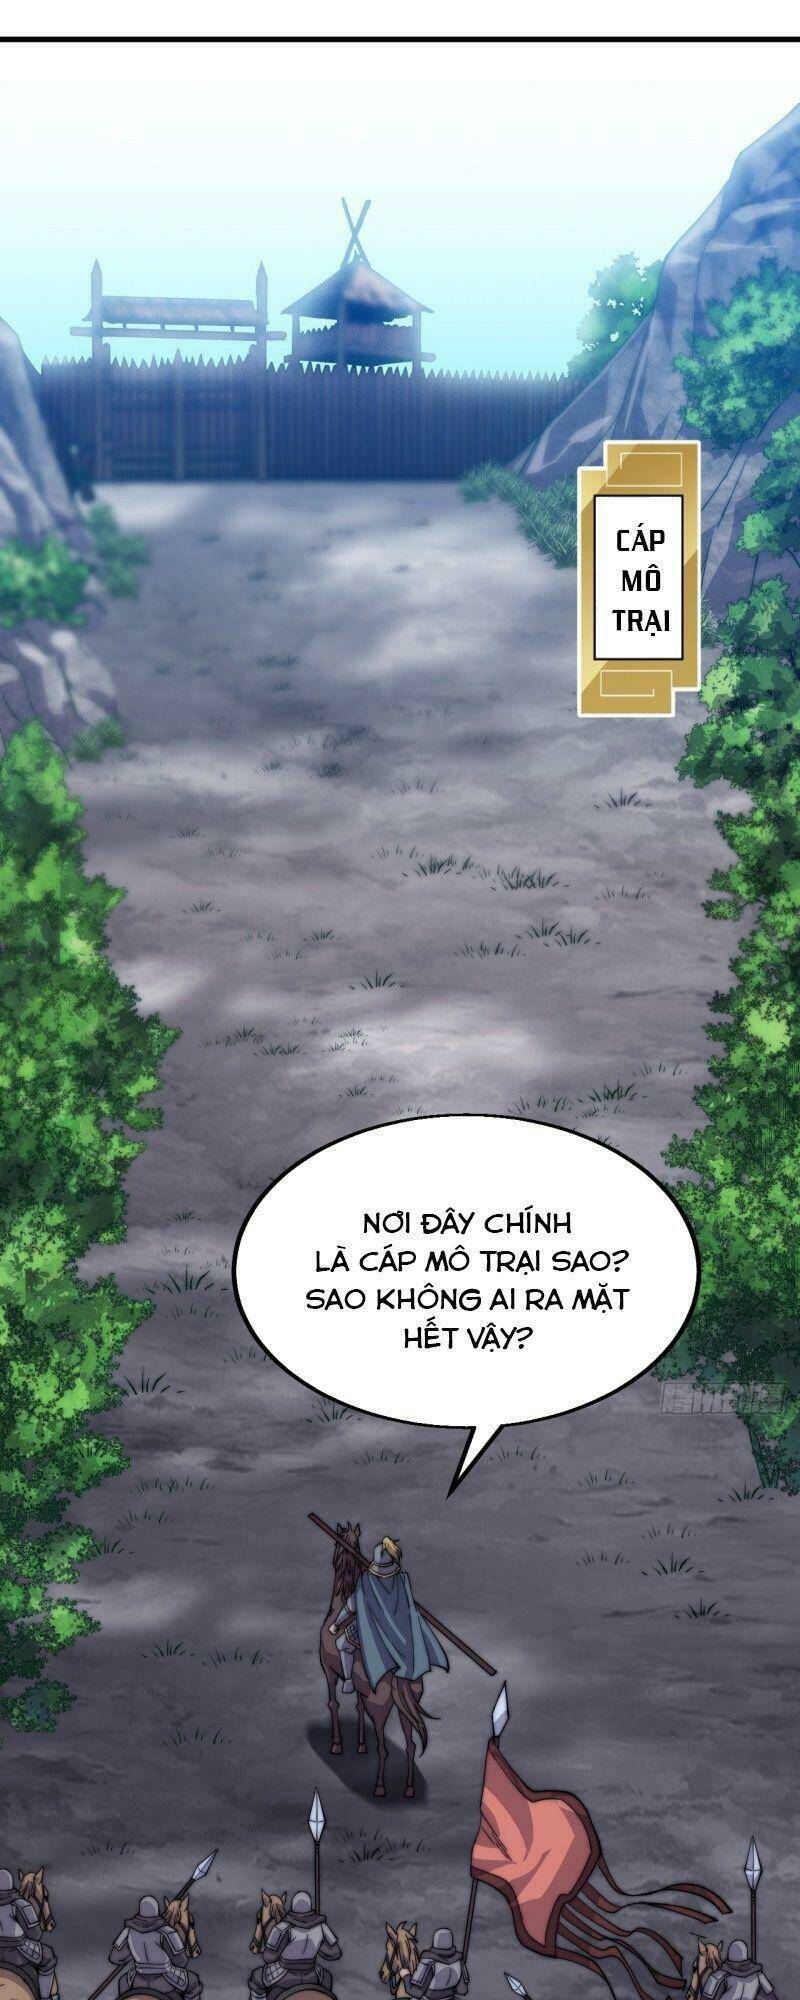 CÁP
MÔ
TRẠI
NƠI ĐÂY CHÍNH
LÀ CÁP MÔ TRẠI SAO?
SAO KHÔNG AI RA MẶT
HẾT VẬY?